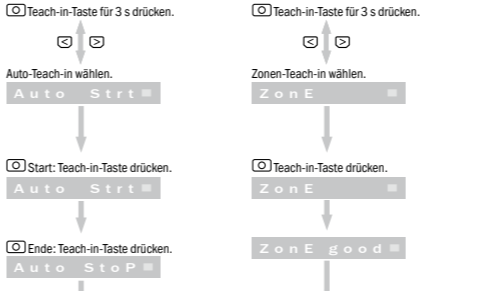 Teach-in-Taste für 3 s drücken.
Auto-Teach-in wählen.
Auto Strt
Start: Teach-in-Taste drücken.
Auto Strt
Ende: Teach-in-Taste drücken.
Auto StoP
Teach-in-Taste für 3 s drücken.
Zonen-Teach-in wählen.
ZonE
Teach-in-Taste drücken.
ZonE
ZonE good